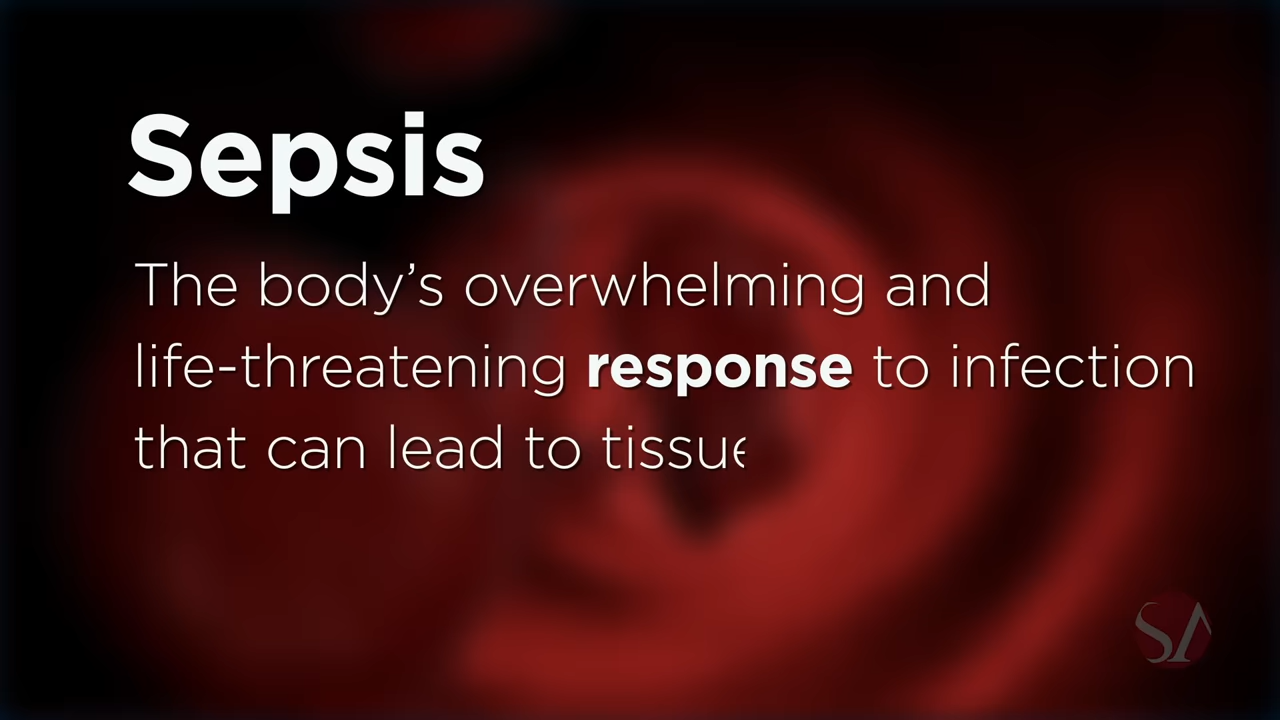 Sepsis
The body’s overwhelming and
life-threatening response to infection
that can lead to tissue
SA